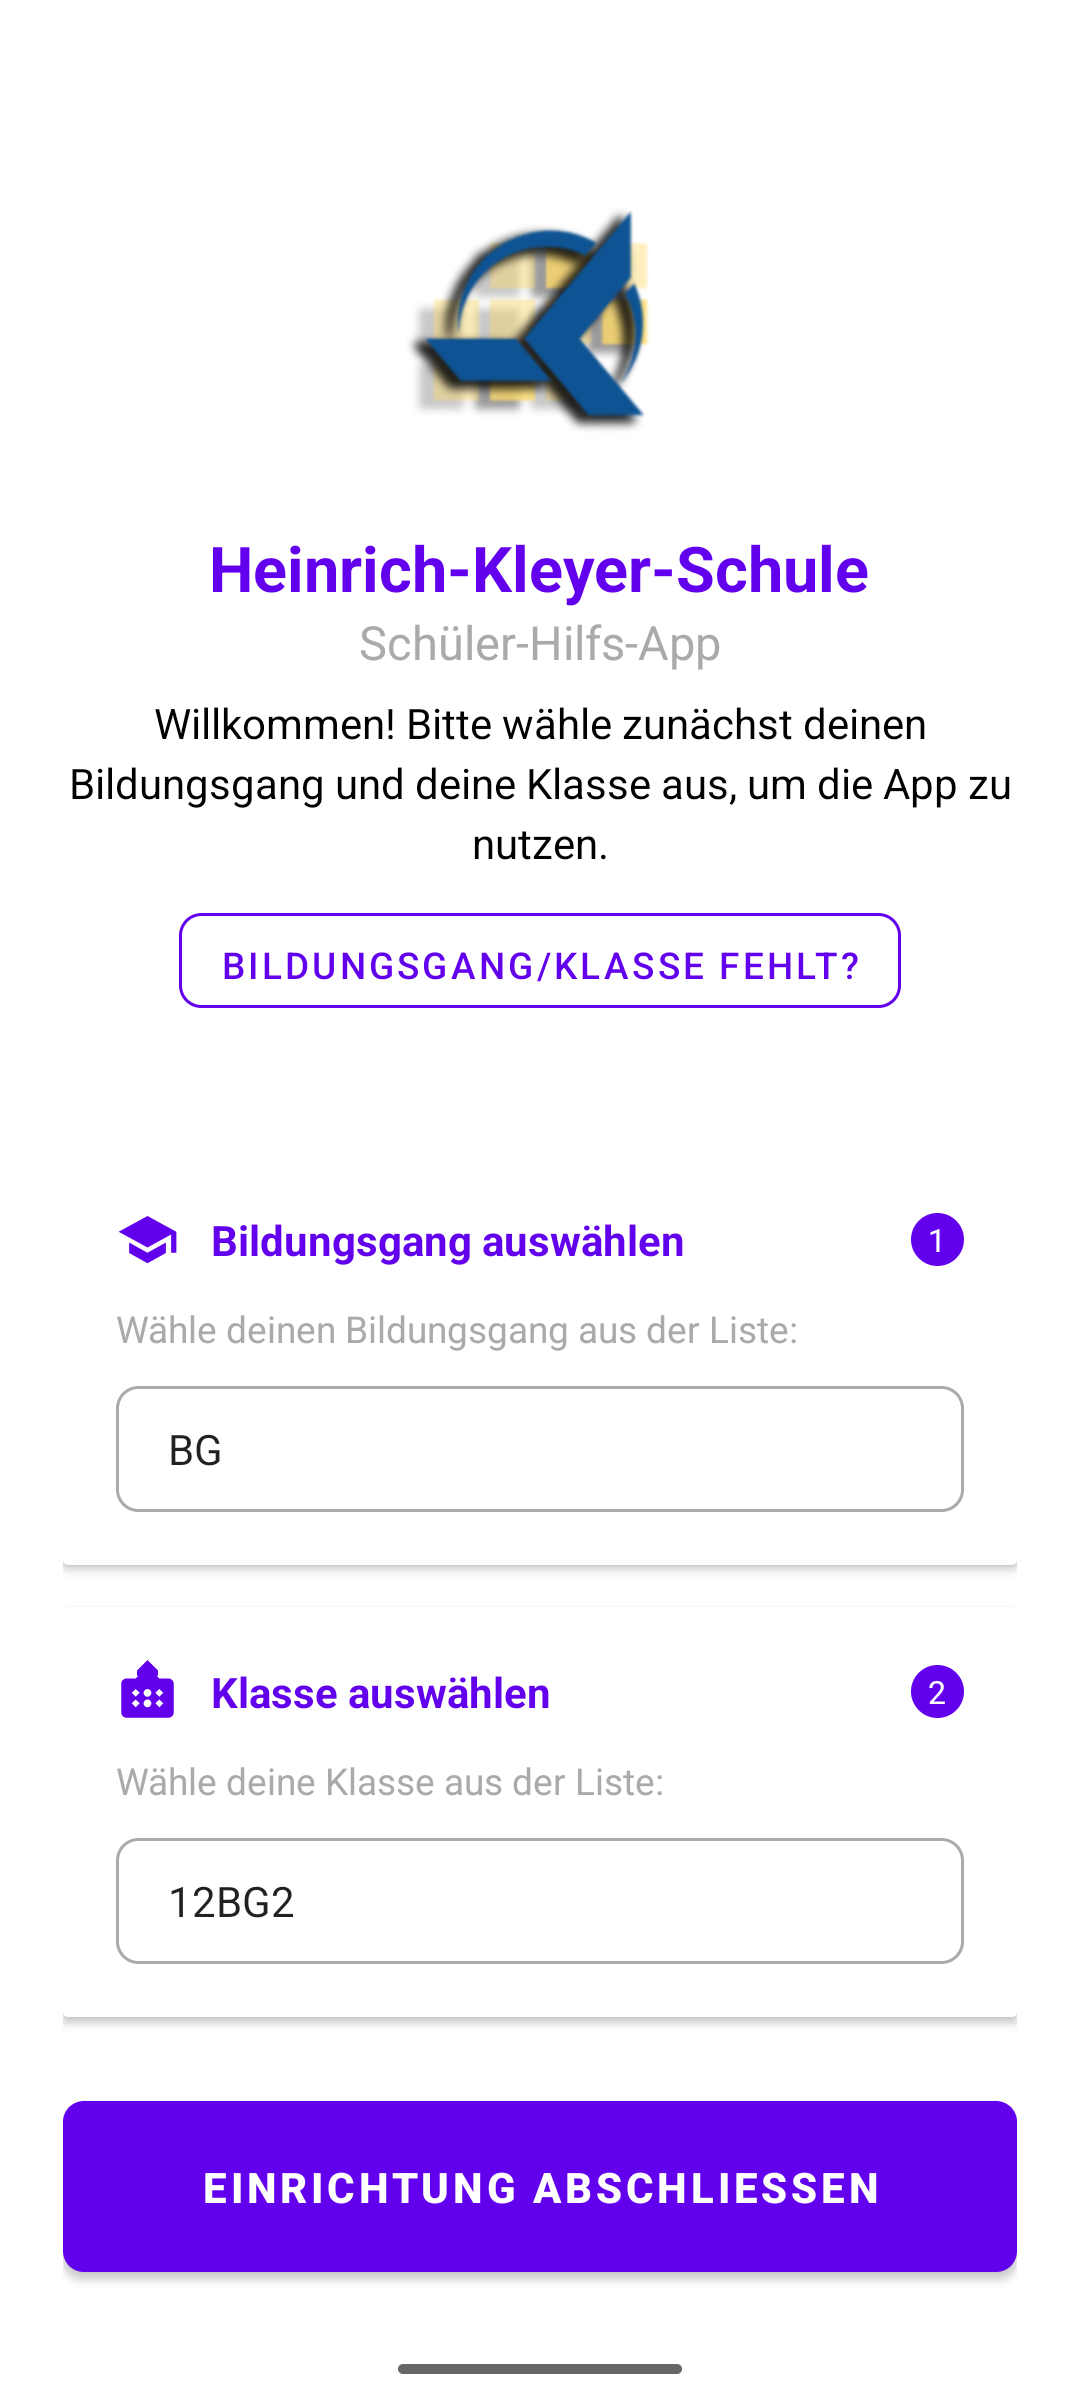 Heinrich-Kleyer-Schule
Schüler-Hilfs-App
Willkommen! Bitte wähle zunächst deinen
Bildungsgang und deine Klasse aus, um die App zu
nutzen.
BILDUNGSGANG/KLASSE FEHLT?
Bildungsgang auswählen
1
Wähle deinen Bildungsgang aus der Liste:
BG
Klasse auswählen
2
Wähle deine Klasse aus der Liste:
12BG2
EINRICHTUNG ABSCHLIESSEN